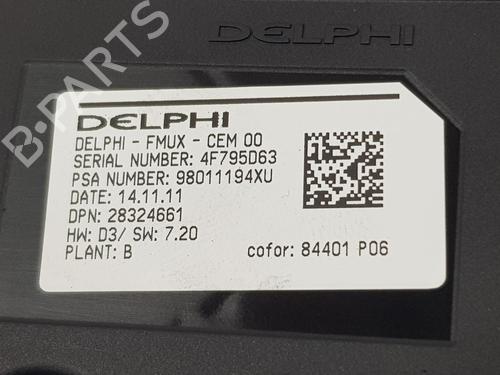 DELPHI
DELPHI
DELPHI - FMUX - CEM 00
SERIAL NUMBER: 4F795D63
PSA NUMBER: 98011194XU
DATE: 14.11.11
DPN: 28324661
HW: D3/ SW: 7.20
PLANT: B
cofor: 84401 P06
B-PARTS